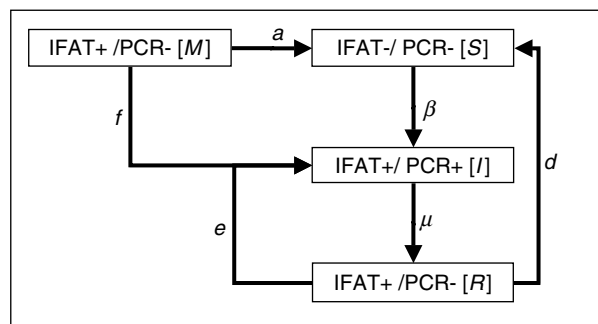 IFAT+ /PCR- [M]
a
IFAT-/ PCR- [S]
f
β
IFAT+/ PCR+ [I]
d
e
μ
IFAT+ /PCR- [R]